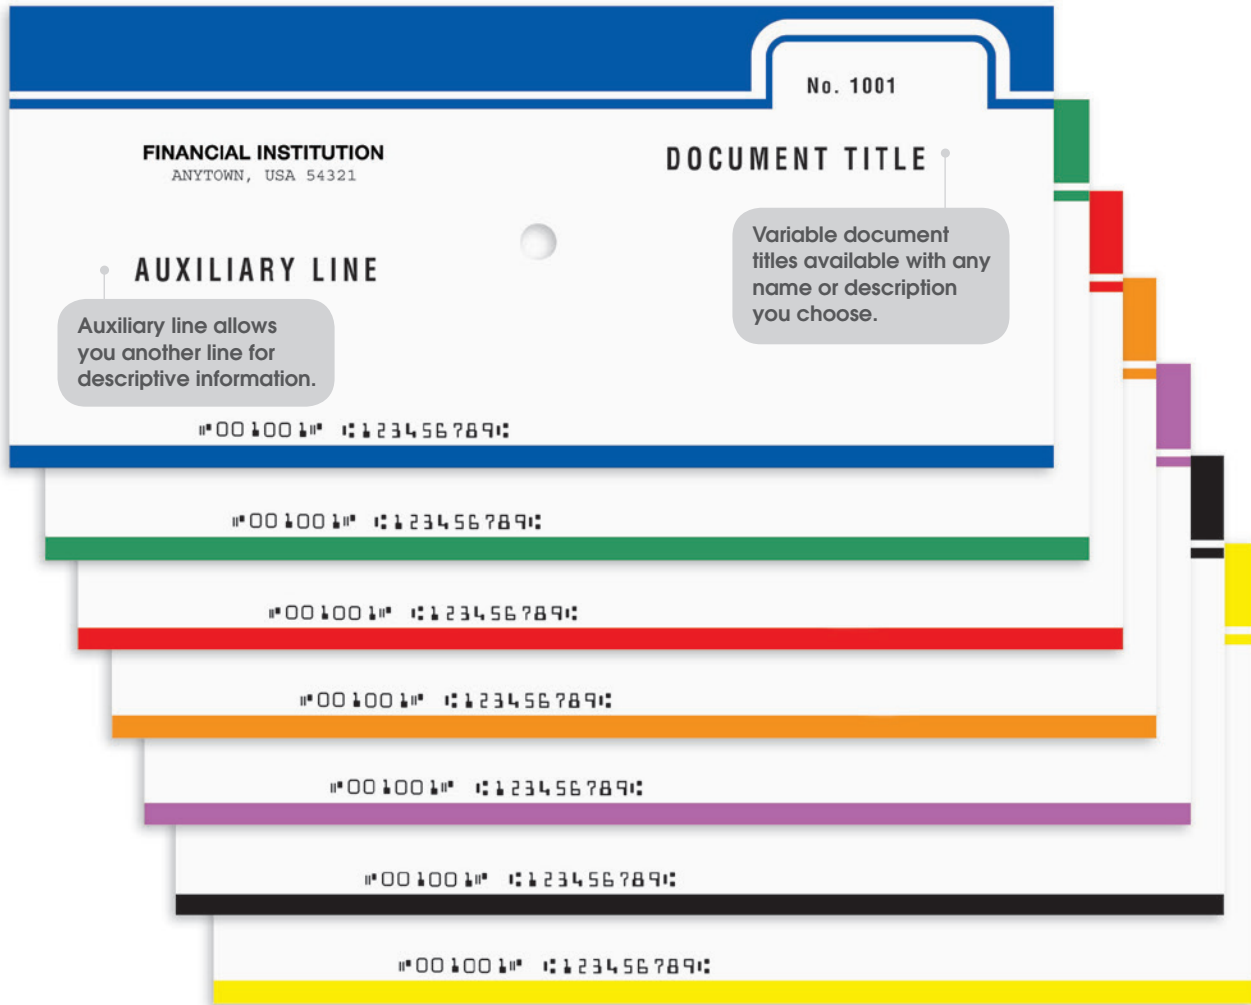 No. 1001
FINANCIAL INSTITUTION
ANYTOWN, USA 54321
DOCUMENT TITLE
Variable document
titles available with any
name or description
you choose.
AUXILIARY LINE
Auxiliary line allows
you another line for
descriptive information.
⑈001001⑈ ⑆123456789⑆
⑈001001⑈ ⑆123456789⑆
⑈001001⑈ ⑆123456789⑆
⑈001001⑈ ⑆123456789⑆
⑈001001⑈ ⑆123456789⑆
⑈001001⑈ ⑆123456789⑆
⑈001001⑈ ⑆123456789⑆